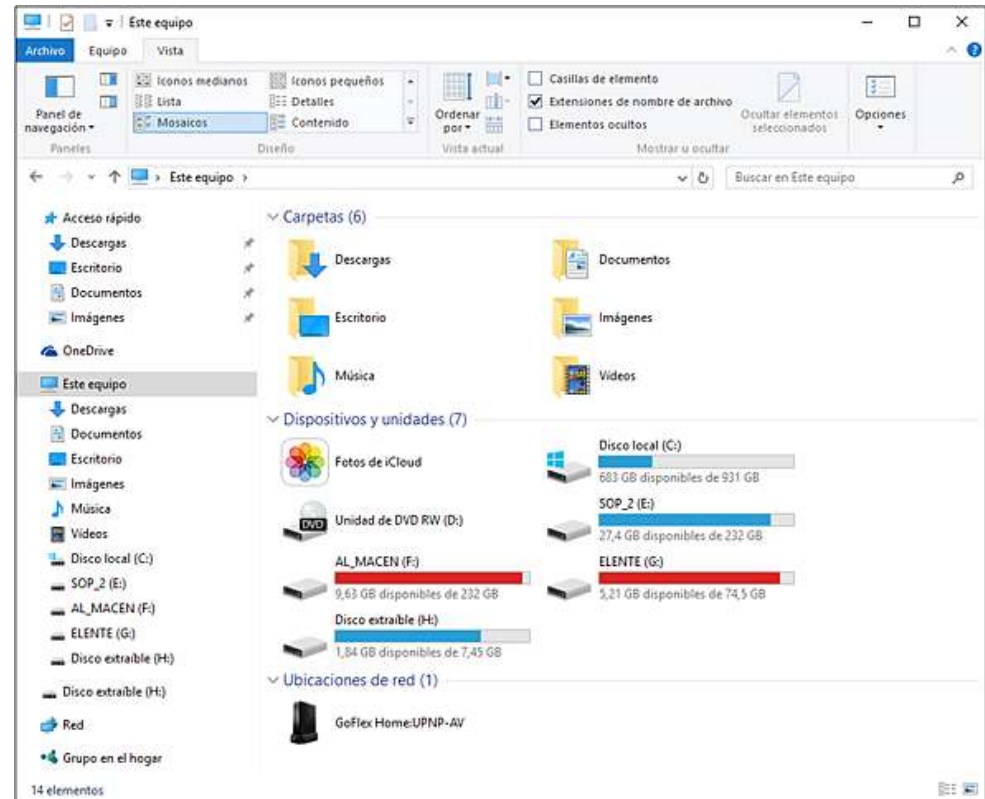 Este equipo
Archivo Equipo Vista
Panel de navegación
Iconos medianos Iconos pequeños
Lista Detalles
Mosaicos Contenido
Ordenar por
Casillas de elemento
Extensiones de nombre de archivo
Elementos ocultos
Ocultar elementos seleccionados
Opciones
Paneles Diseño Vista actual Mostrar u ocultar
Este equipo
Buscar en Este equipo
Acceso rápido
Descargas
Escritorio
Documentos
Imágenes
OneDrive
Este equipo
Descargas
Documentos
Escritorio
Imágenes
Música
Vídeos
Disco local (C:)
SOP_2 (E:)
AL_MACEN (F:)
ELENTE (G:)
Disco extraíble (H:)
Disco extraíble (H:)
Red
Grupo en el hogar
Carpetas (6)
Descargas
Documentos
Escritorio
Imágenes
Música
Vídeos
Dispositivos y unidades (7)
Fotos de iCloud
Disco local (C:)
683 GB disponibles de 931 GB
Unidad de DVD RW (D:)
DVD
SOP_2 (E:)
27,4 GB disponibles de 232 GB
AL_MACEN (F:)
9,63 GB disponibles de 232 GB
ELENTE (G:)
5,21 GB disponibles de 74,5 GB
Disco extraíble (H:)
1,84 GB disponibles de 7,45 GB
Ubicaciones de red (1)
GoFlex Home:UPNP-AV
14 elementos